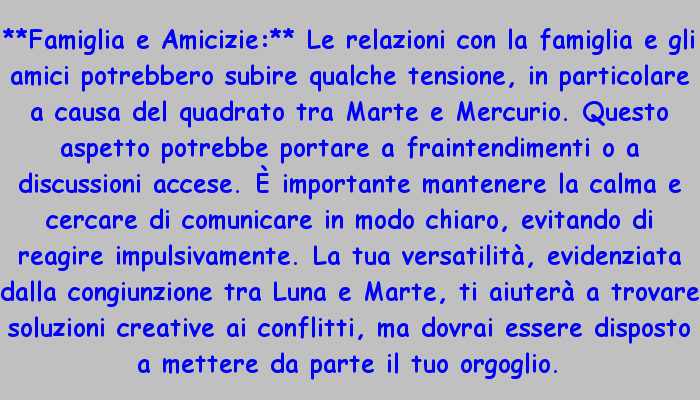 **Famiglia e Amicizie:** Le relazioni con la famiglia e gli
amici potrebbero subire qualche tensione, in particolare
a causa del quadrato tra Marte e Mercurio. Questo
aspetto potrebbe portare a fraintendimenti o a
discussioni accese. È importante mantenere la calma e
cercare di comunicare in modo chiaro, evitando di
reagire impulsivamente. La tua versatilità, evidenziata
dalla congiunzione tra Luna e Marte, ti aiuterà a trovare
soluzioni creative ai conflitti, ma dovrai essere disposto
a mettere da parte il tuo orgoglio.